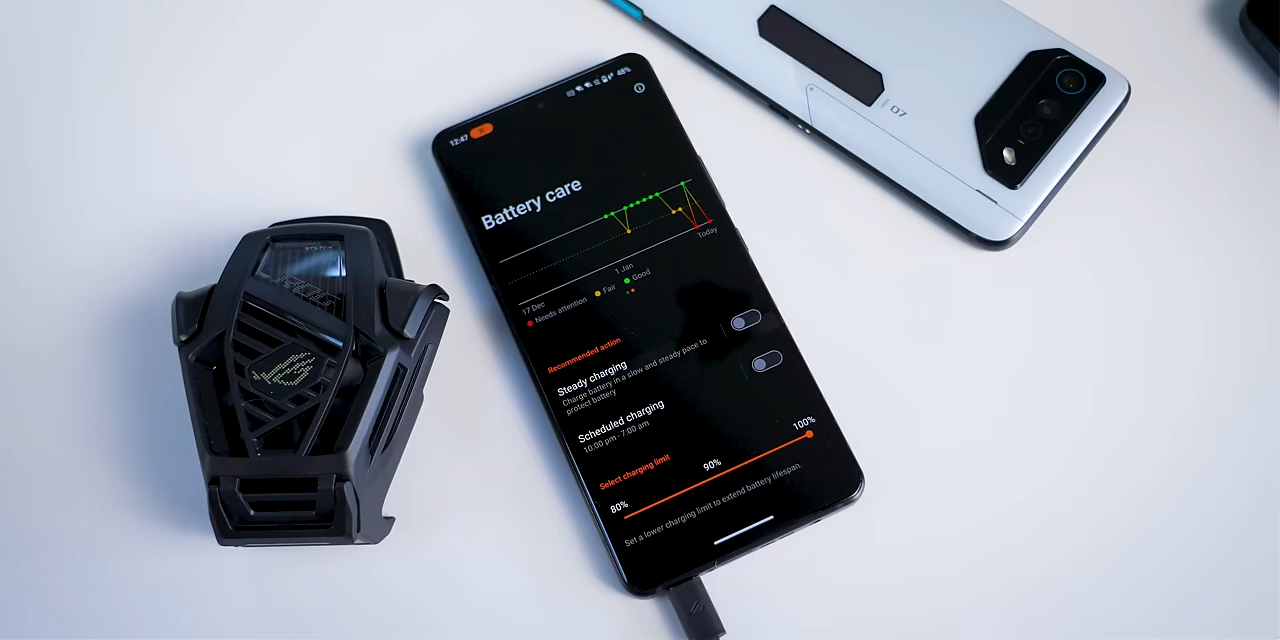 12:47
48%
Battery care
Today
1 Jan
17 Dec
Needs attention
Fair
Good
Recommended action
Steady charging
Charge battery in a slow and steady pace to
protect battery
Scheduled charging
10:00 pm - 7:00 am
Select charging limit
80%
90%
100%
Set a lower charging limit to extend battery lifespan.
07